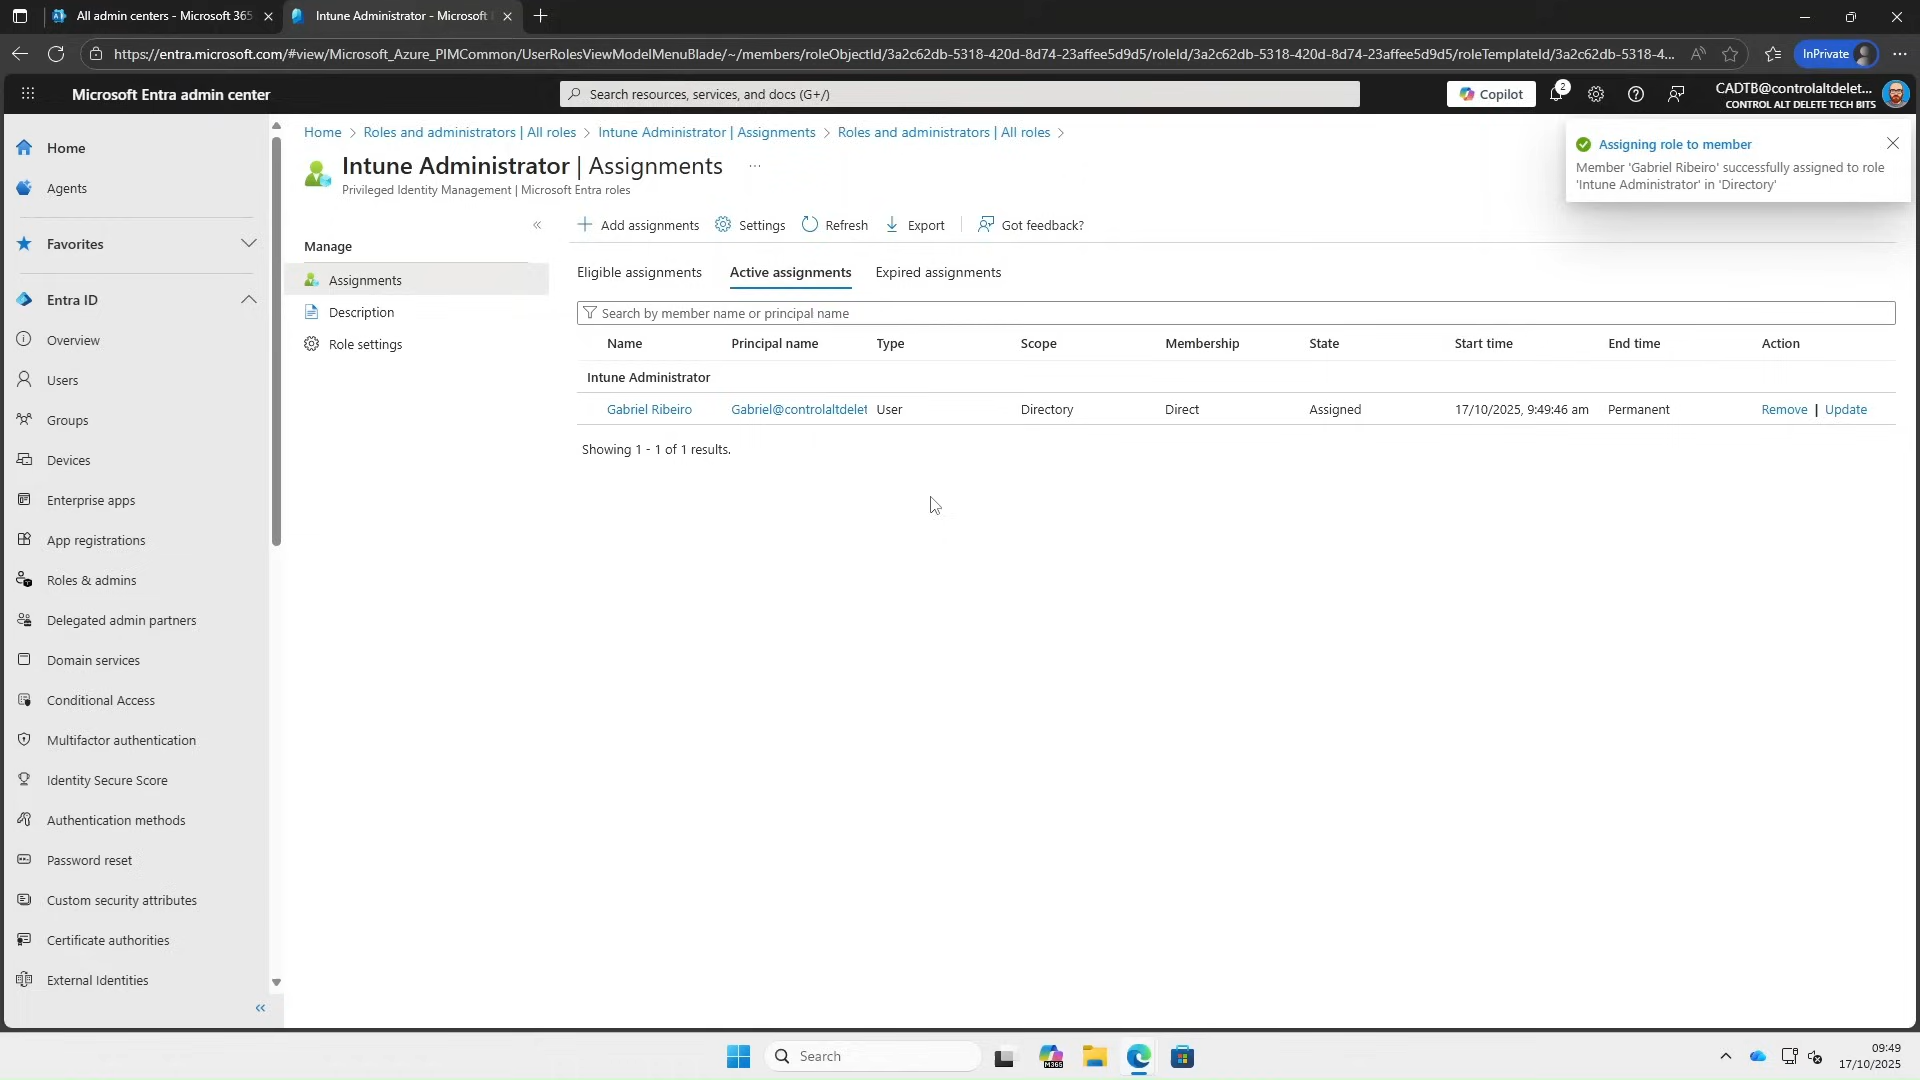 All admin centers - Microsoft 365
Intune Administrator - Microsoft
https://entra.microsoft.com/#view/Microsoft_Azure_PIMCommon/UserRolesViewModelMenuBlade/~/members/roleObjectId/3a2c62db-5318-420d-8d74-23affee5d9d5/roleId/3a2c62db-5318-420d-8d74-23affee5d9d5/roleTemplateId/3a2c62db-5318-4...
InPrivate
Microsoft Entra admin center
Search resources, services, and docs (G+/)
Copilot
2
CADTB@controlaltdelet...
CONTROL ALT DELETE TECH BITS
Home
Agents
Favorites
Entra ID
Overview
Users
Groups
Devices
Enterprise apps
App registrations
Roles & admins
Delegated admin partners
Domain services
Conditional Access
Multifactor authentication
Identity Secure Score
Authentication methods
Password reset
Custom security attributes
Certificate authorities
External Identities
Home > Roles and administrators | All roles > Intune Administrator | Assignments > Roles and administrators | All roles >
Intune Administrator | Assignments ...
Privileged Identity Management | Microsoft Entra roles
Assigning role to member
Member 'Gabriel Ribeiro' successfully assigned to role
'Intune Administrator' in 'Directory'
Manage
Assignments
Description
Role settings
Add assignments Settings Refresh Export Got feedback?
Eligible assignments Active assignments Expired assignments
Search by member name or principal name
Name Principal name Type Scope Membership State Start time End time Action
Intune Administrator
Gabriel Ribeiro Gabriel@controlaltdelet User Directory Direct Assigned 17/10/2025, 9:49:46 am Permanent Remove | Update
Showing 1 - 1 of 1 results.
Search
M365
09:49
17/10/2025